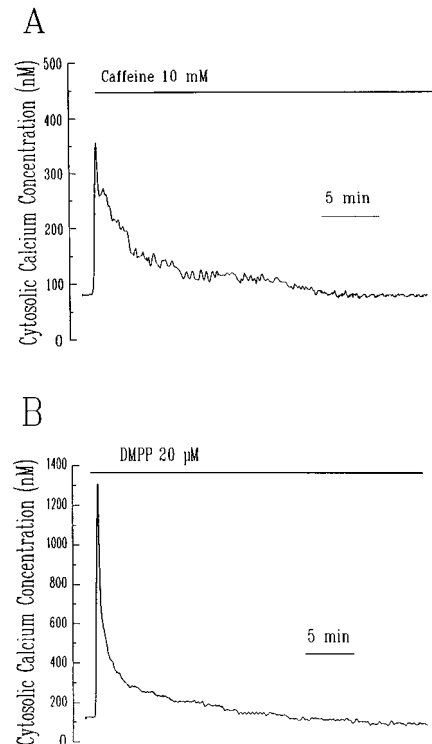 A
Cytosolic Calcium Concentration (nM)
500
400
300
200
100
0
Caffeine 10 mM
5 min
B
Cytosolic Calcium Concentration (nM)
1400
1200
1000
800
600
400
200
0
DMPP 20 μM
5 min